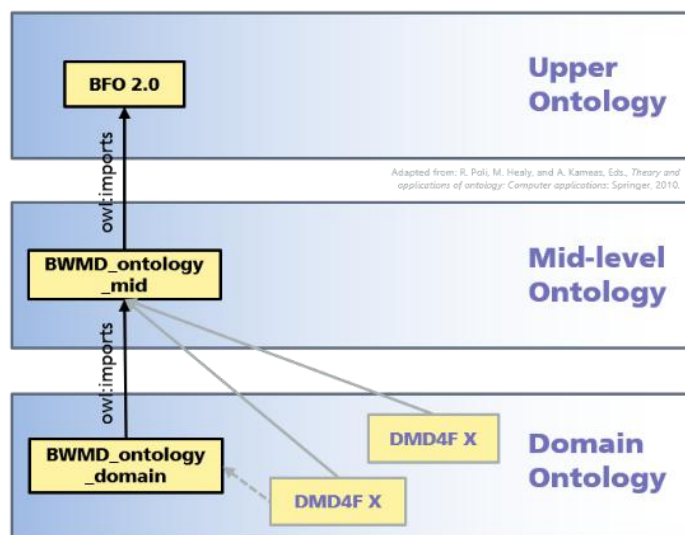 BFO 2.0
Upper
Ontology
owl:imports
Adapted from: R. Poli, M. Healy, and A. Kameas, Eds., Theory and
applications of ontology: Computer applications: Springer, 2010.
BWMD_ontology
_mid
Mid-level
Ontology
owl:imports
DMD4F X
BWMD_ontology
_domain
Domain
Ontology
DMD4F X